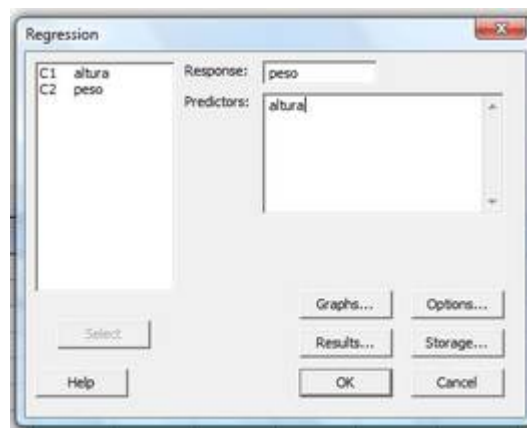 Regression
C1 altura
C2 peso
Response: peso
Predictors: altura
Graphs...
Options...
Select
Results...
Storage...
Help
OK
Cancel